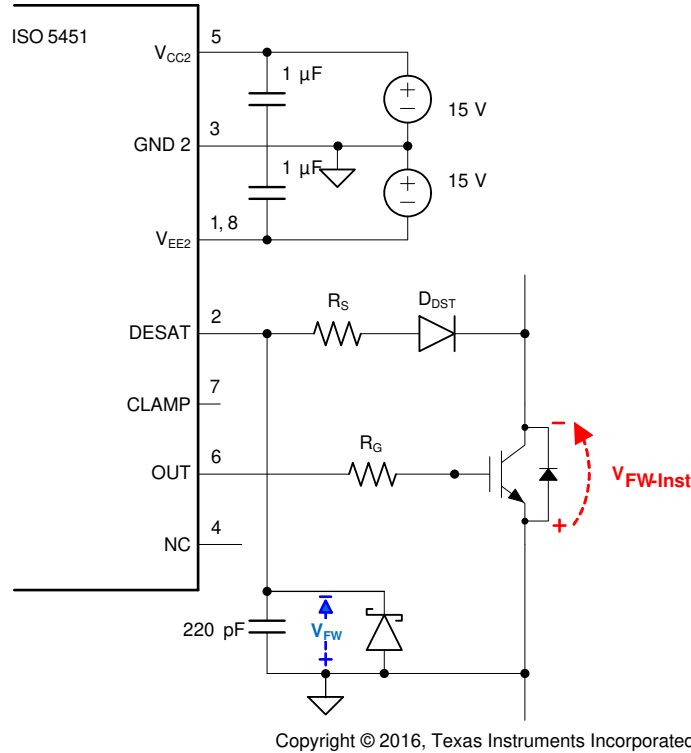 ISO 5451
5
VCC2
1 µF
+
−
15 V
3
GND 2
1 µF
+
−
15 V
1, 8
VEE2
RS
DDST
2
DESAT
7
CLAMP
RG
6
OUT
−
VFW-Inst
+
4
NC
220 pF
−
VFW
+
Copyright © 2016, Texas Instruments Incorporated